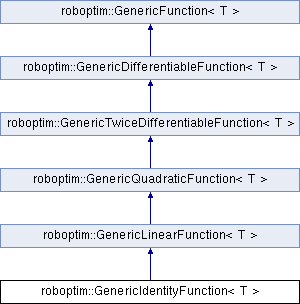 roboptim::GenericFunction< T >
roboptim::GenericDifferentiableFunction< T >
roboptim::GenericTwiceDifferentiableFunction< T >
roboptim::GenericQuadraticFunction< T >
roboptim::GenericLinearFunction< T >
roboptim::GenericIdentityFunction< T >